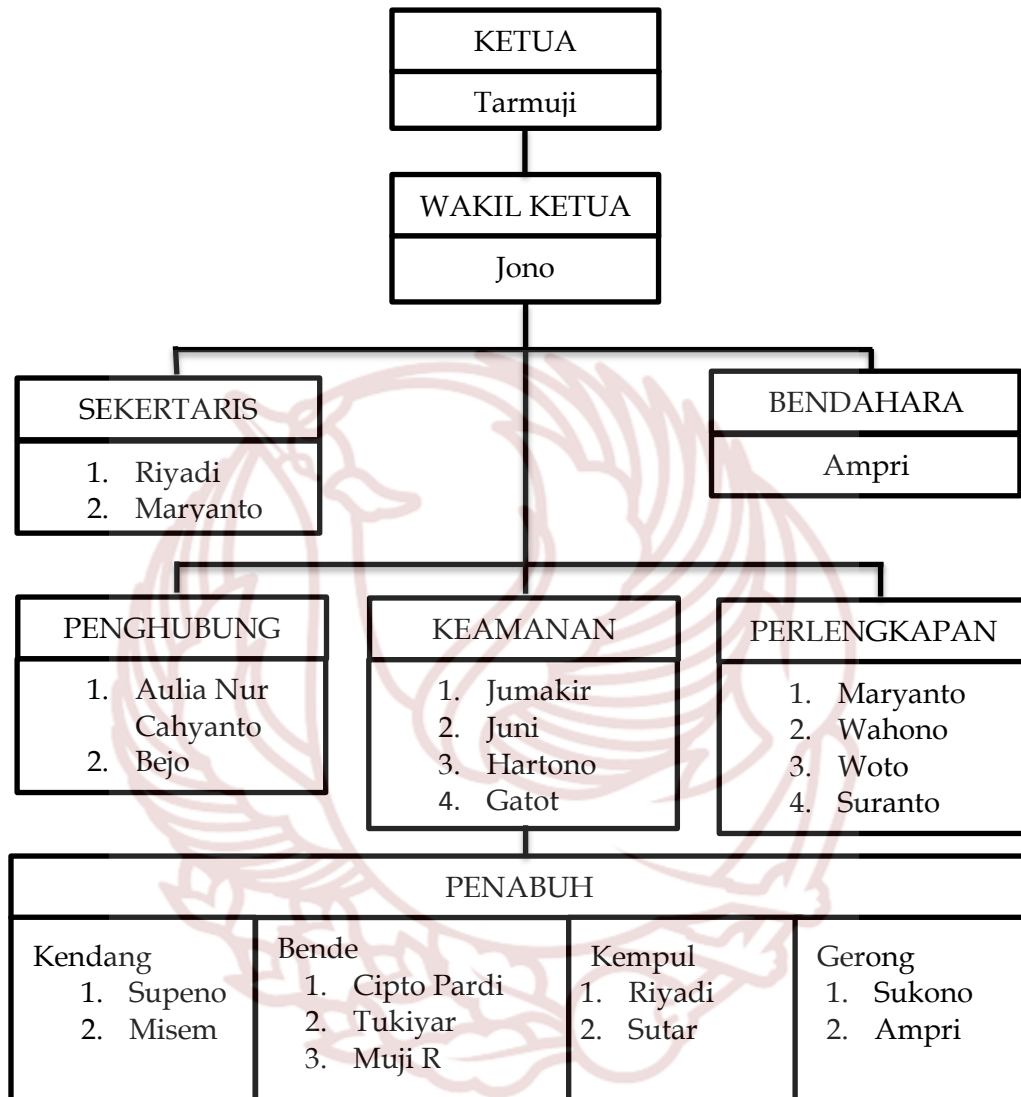 KETUA
Tarmuji
WAKIL KETUA
Jono
SEKERTARIS
1. Riyadi
2. Maryanto
BENDAHARA
Ampri
PENGHUBUNG
1. Aulia Nur
Cahyanto
2. Bejo
KEAMANAN
1. Jumakir
2. Juni
3. Hartono
4. Gatot
PERLENGKAPAN
1. Maryanto
2. Wahono
3. Woto
4. Suranto
PENABUH
Kendang
1. Supeno
2. Misem
Bende
1. Cipto Pardi
2. Tukiyar
3. Muji R
Kempul
1. Riyadi
2. Sutar
Gerong
1. Sukono
2. Ampri